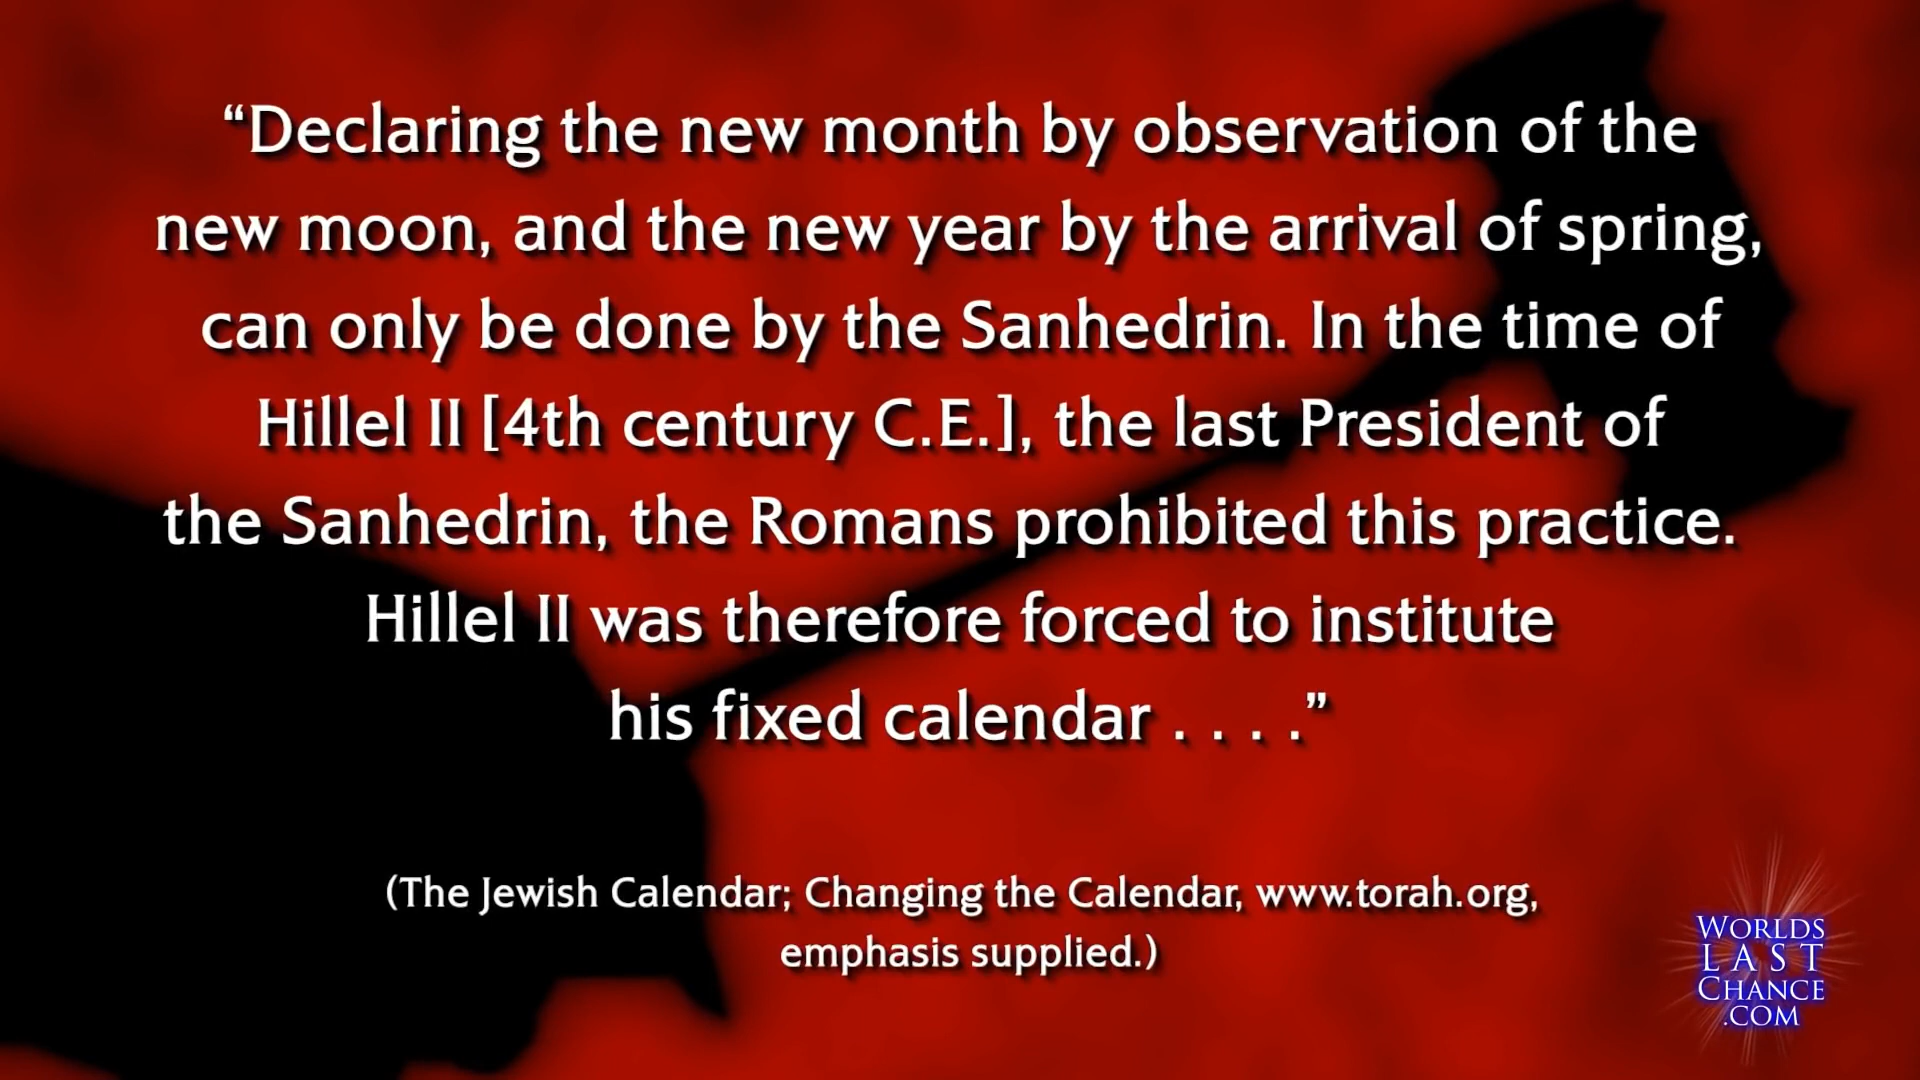 “Declaring the new month by observation of the
new moon, and the new year by the arrival of spring,
can only be done by the Sanhedrin. In the time of
Hillel II [4th century C.E.], the last President of
the Sanhedrin, the Romans prohibited this practice.
Hillel II was therefore forced to institute
his fixed calendar . . . .”
(The Jewish Calendar; Changing the Calendar, www.torah.org,
emphasis supplied.)
WORLDS
LAST
CHANCE
.COM